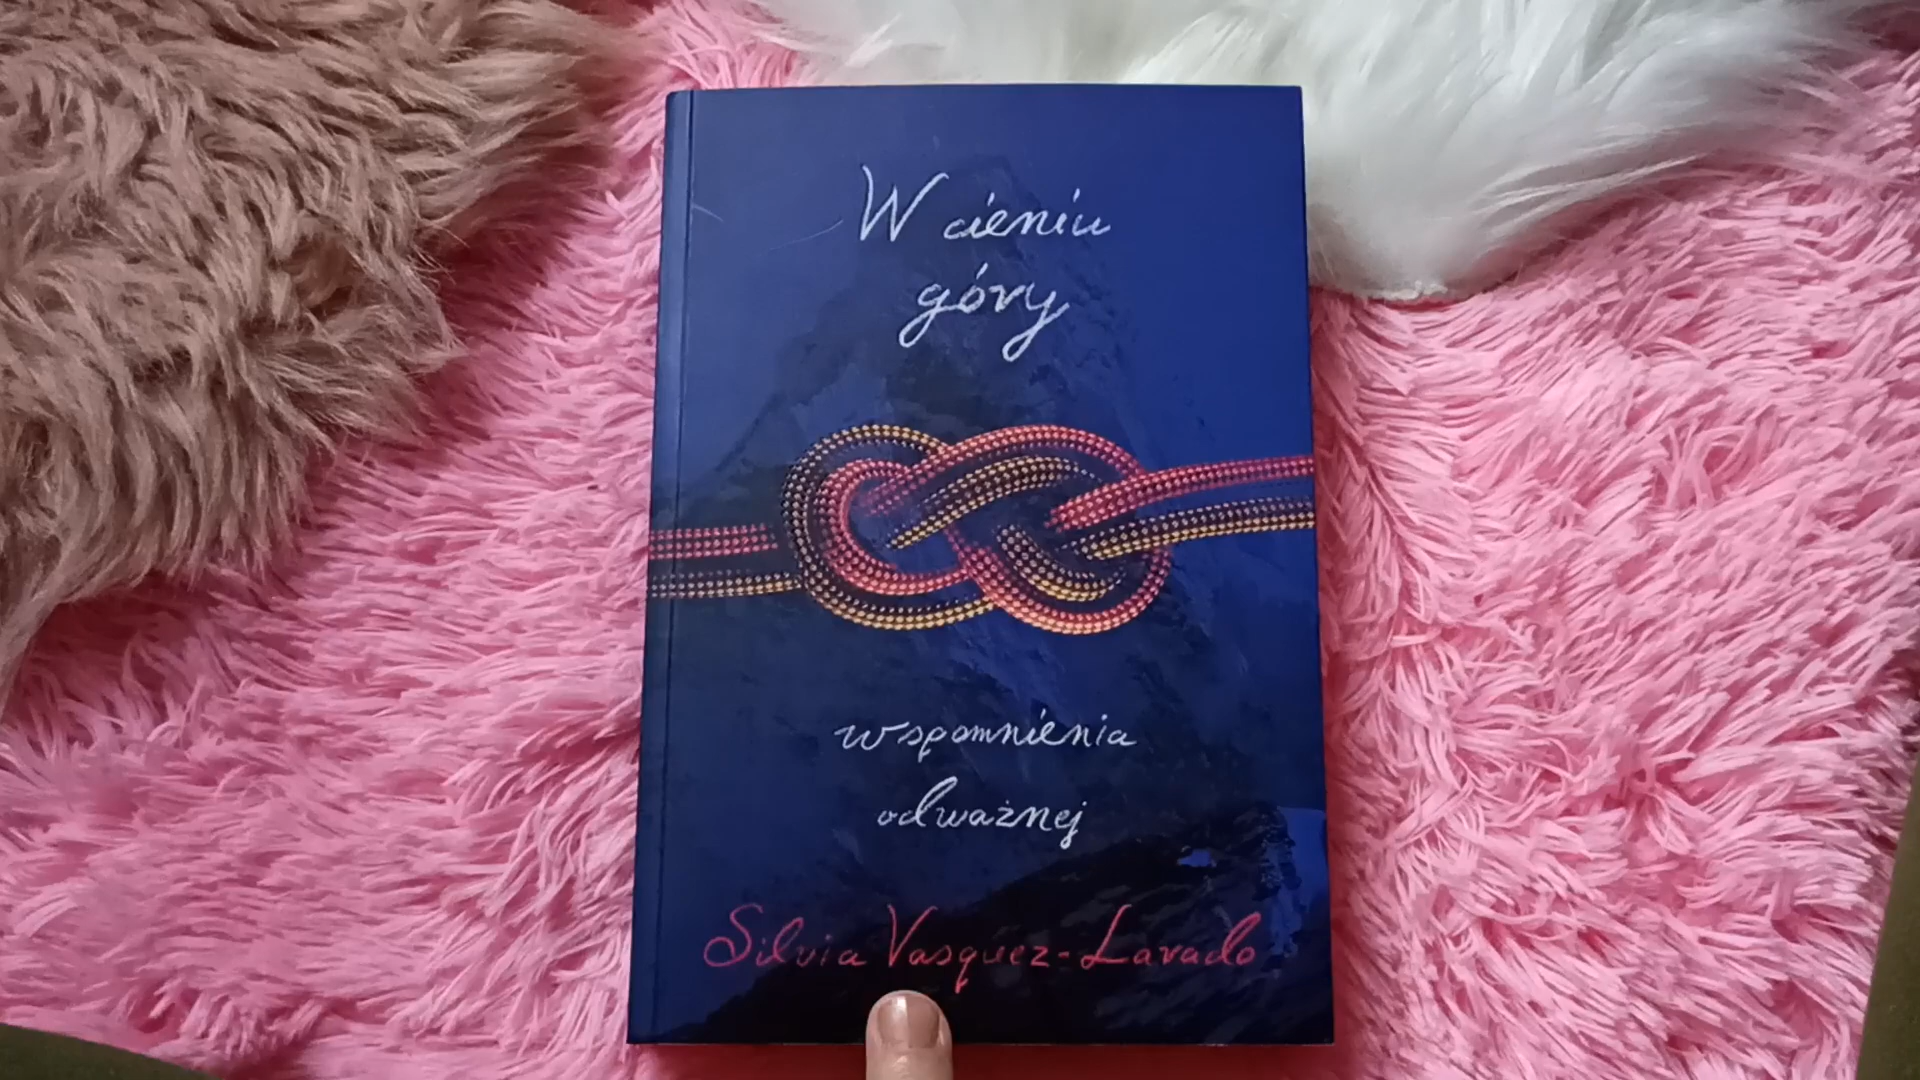 W cieniu
góry
wspomnienia
odważnej
Silvia Vasquez-Lavado